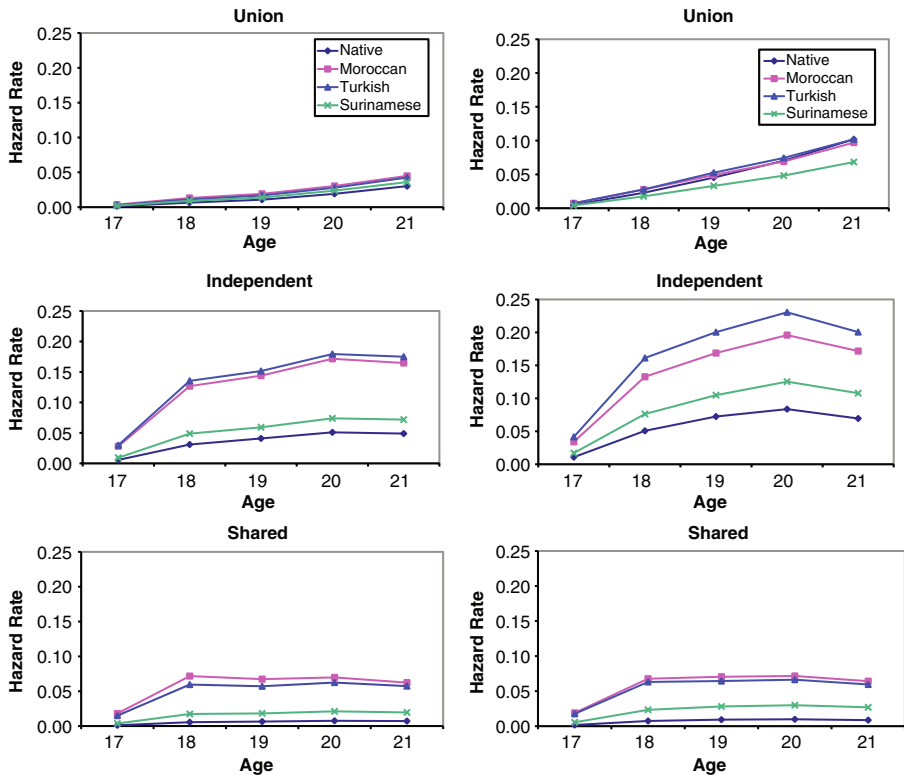 Union
Hazard Rate
0.25
0.20
0.15
0.10
0.05
0.00
Native
Moroccan
Turkish
Surinamese
17 18 19 20 21
Age
Union
Hazard Rate
0.25
0.20
0.15
0.10
0.05
0.00
Native
Moroccan
Turkish
Surinamese
17 18 19 20 21
Age
Independent
Hazard Rate
0.25
0.20
0.15
0.10
0.05
0.00
17 18 19 20 21
Age
Independent
Hazard Rate
0.25
0.20
0.15
0.10
0.05
0.00
17 18 19 20 21
Age
Shared
Hazard Rate
0.25
0.20
0.15
0.10
0.05
0.00
17 18 19 20 21
Age
Shared
Hazard Rate
0.25
0.20
0.15
0.10
0.05
0.00
17 18 19 20 21
Age